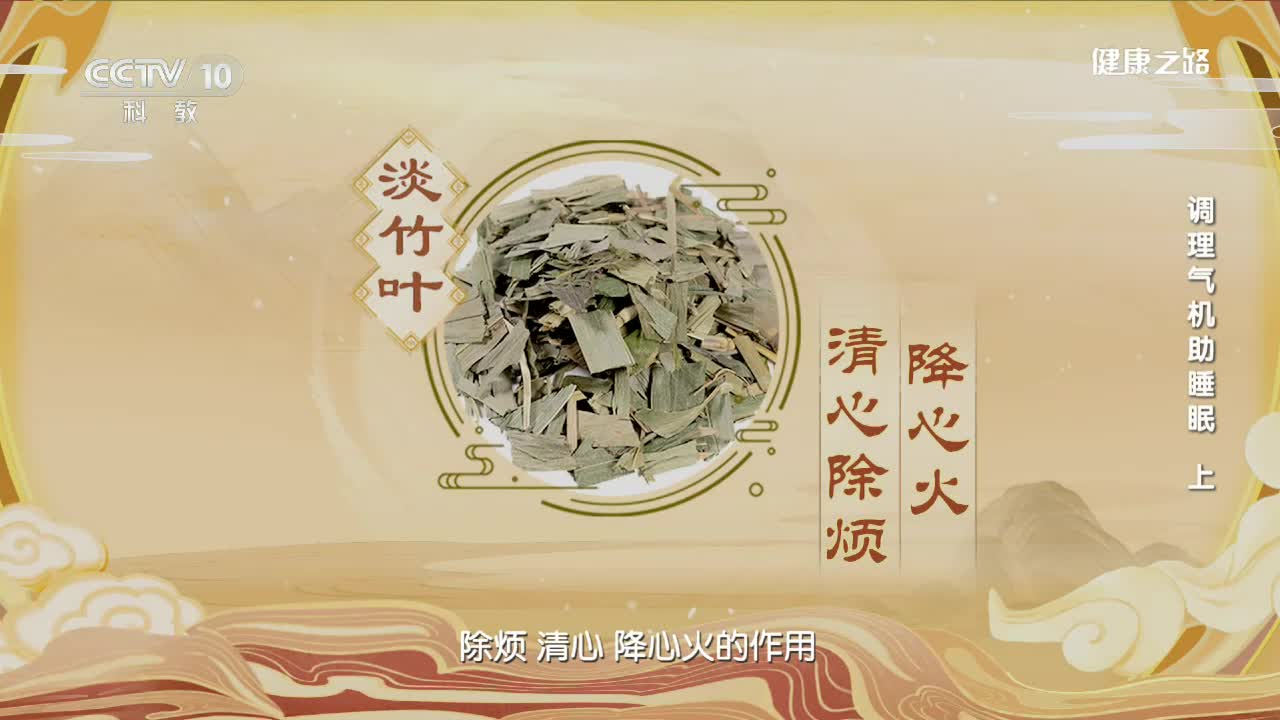 CCTV 10
科教
健康之路
淡竹叶
降心火
清心除烦
调理气机助睡眠 上
除烦 清心 降心火的作用